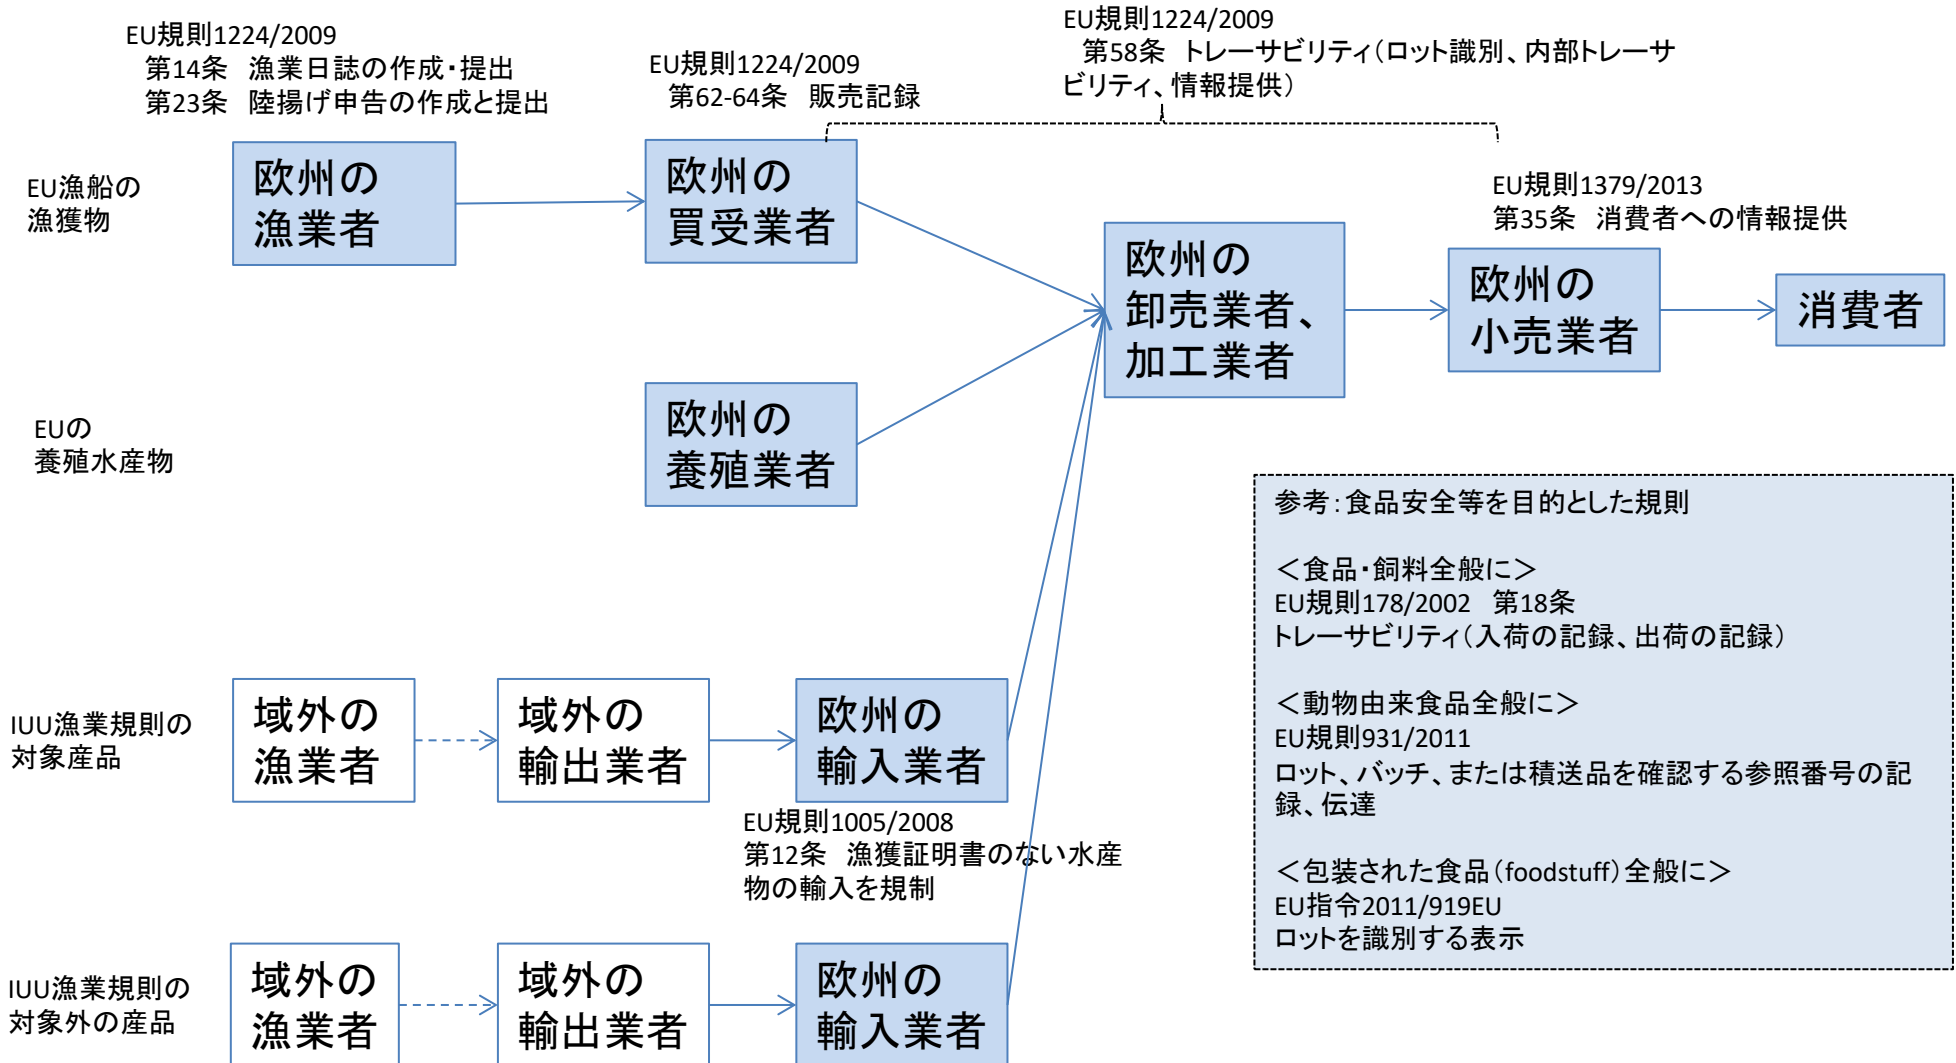 EU規則1224/2009
第14条　漁業日誌の作成・提出
第23条　陸揚げ申告の作成と提出
EU規則1224/2009
第62-64条　販売記録
EU規則1224/2009
第58条　トレーサビリティ（ロット識別、内部トレーサ
ビリティ、情報提供）
EU漁船の
漁獲物
欧州の
漁業者
欧州の
買受業者
欧州の
卸売業者、
加工業者
EU規則1379/2013
第35条　消費者への情報提供
欧州の
小売業者
消費者
EUの
養殖水産物
欧州の
養殖業者
IUU漁業規則の
対象産品
域外の
漁業者
域外の
輸出業者
欧州の
輸入業者
EU規則1005/2008
第12条　漁獲証明書のない水産
物の輸入を規制
IUU漁業規則の
対象外の産品
域外の
漁業者
域外の
輸出業者
欧州の
輸入業者
参考：食品安全等を目的とした規則
＜食品・飼料全般に＞
EU規則178/2002　第18条
トレーサビリティ（入荷の記録、出荷の記録）
＜動物由来食品全般に＞
EU規則931/2011
ロット、バッチ、または積送品を確認する参照番号の記
録、伝達
＜包装された食品（foodstuff）全般に＞
EU指令2011/919EU
ロットを識別する表示